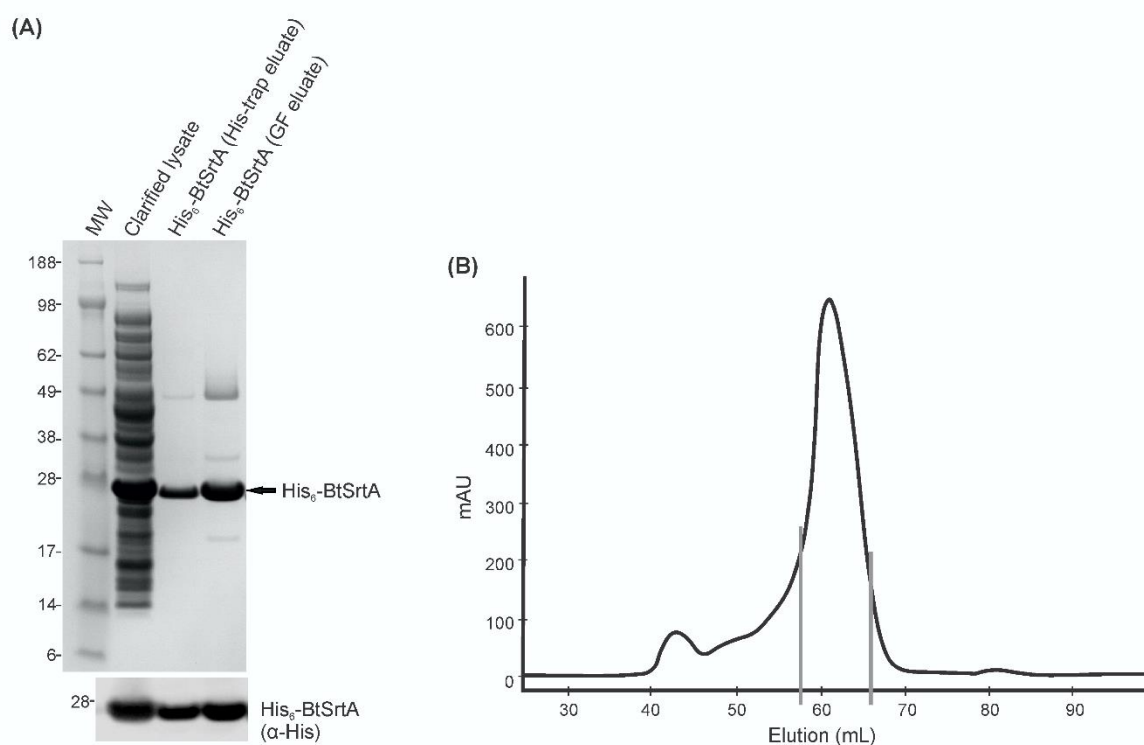 (A)
MW
Clarified lysate
His₆-BtSrtA (His-trap eluate)
His₆-BtSrtA (GF eluate)
188-
98-
62-
49-
38-
28-
17-
14-
6-
His₆-BtSrtA
28-
His₆-BtSrtA
(α-His)
(B)
mAU
600
500
400
300
200
100
0
30 40 50 60 70 80 90
Elution (mL)